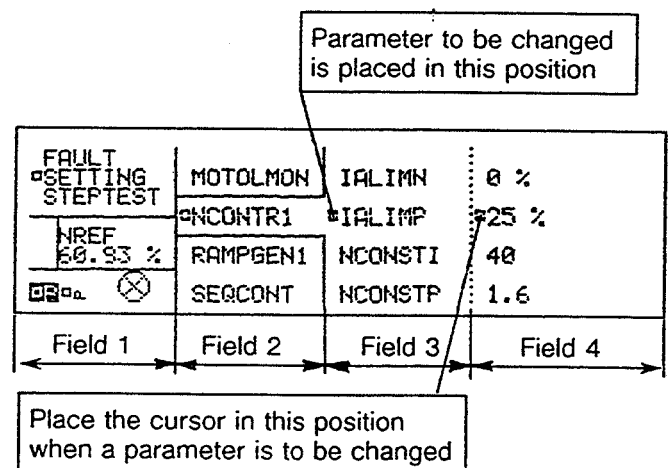 Parameter to be changed
is placed in this position
FAULT
SETTING
STEPTEST
NREF
60.93 %
MOTOLMON IALIMN 0 %
NCONTR1 IALIMP 25 %
RAMPGEN1 NCONSTI 40
SEQCONT NCONSTP 1.6
Field 1 Field 2 Field 3 Field 4
Place the cursor in this position
when a parameter is to be changed